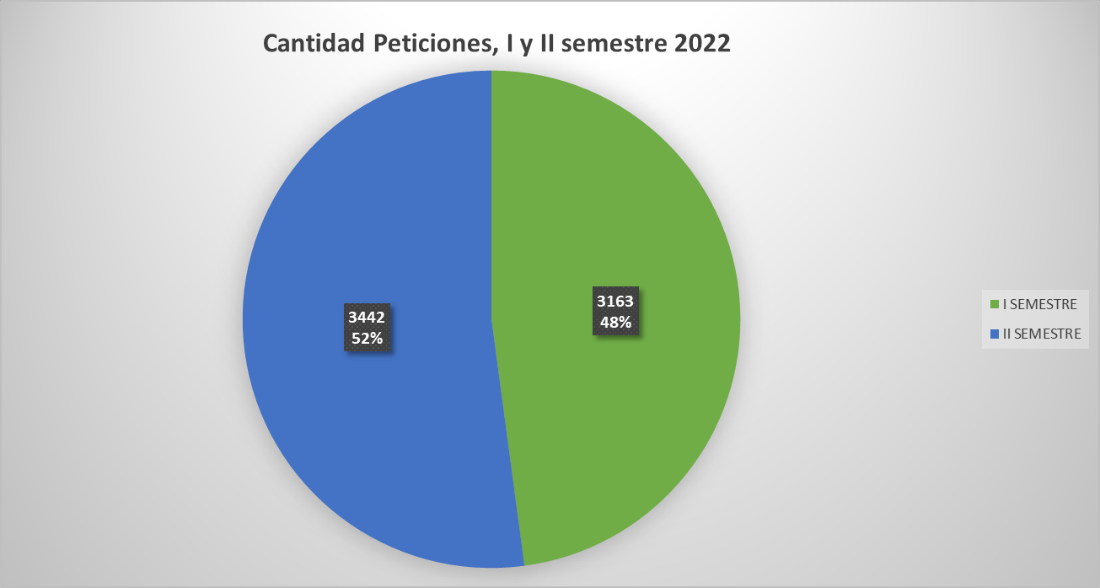 Cantidad Peticiones, I y II semestre 2022
3442
52%
3163
48%
I SEMESTRE
II SEMESTRE